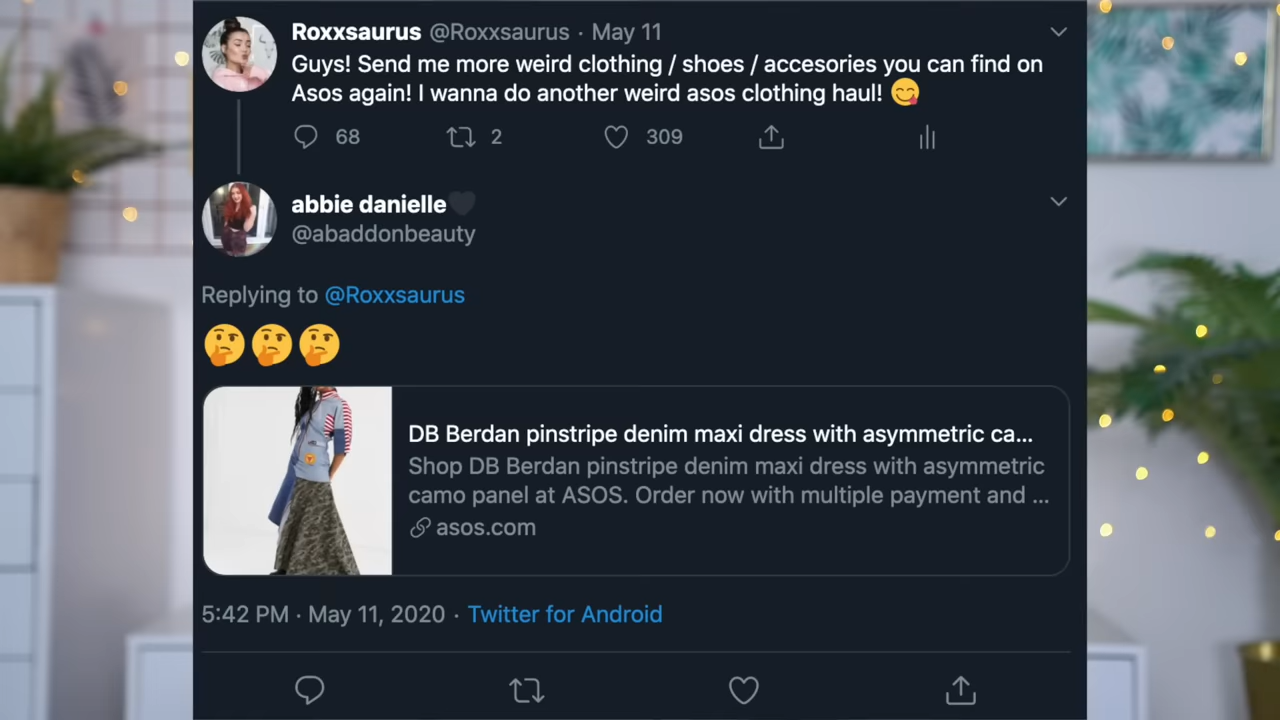 Roxxsaurus @Roxxsaurus · May 11
Guys! Send me more weird clothing / shoes / accesories you can find on
Asos again! I wanna do another weird asos clothing haul! 😋
68 2 309
abbie danielle🖤
@abaddonbeauty
Replying to @Roxxsaurus
🤔🤔🤔
DB Berdan pinstripe denim maxi dress with asymmetric ca...
Shop DB Berdan pinstripe denim maxi dress with asymmetric
camo panel at ASOS. Order now with multiple payment and ...
asos.com
5:42 PM · May 11, 2020 · Twitter for Android